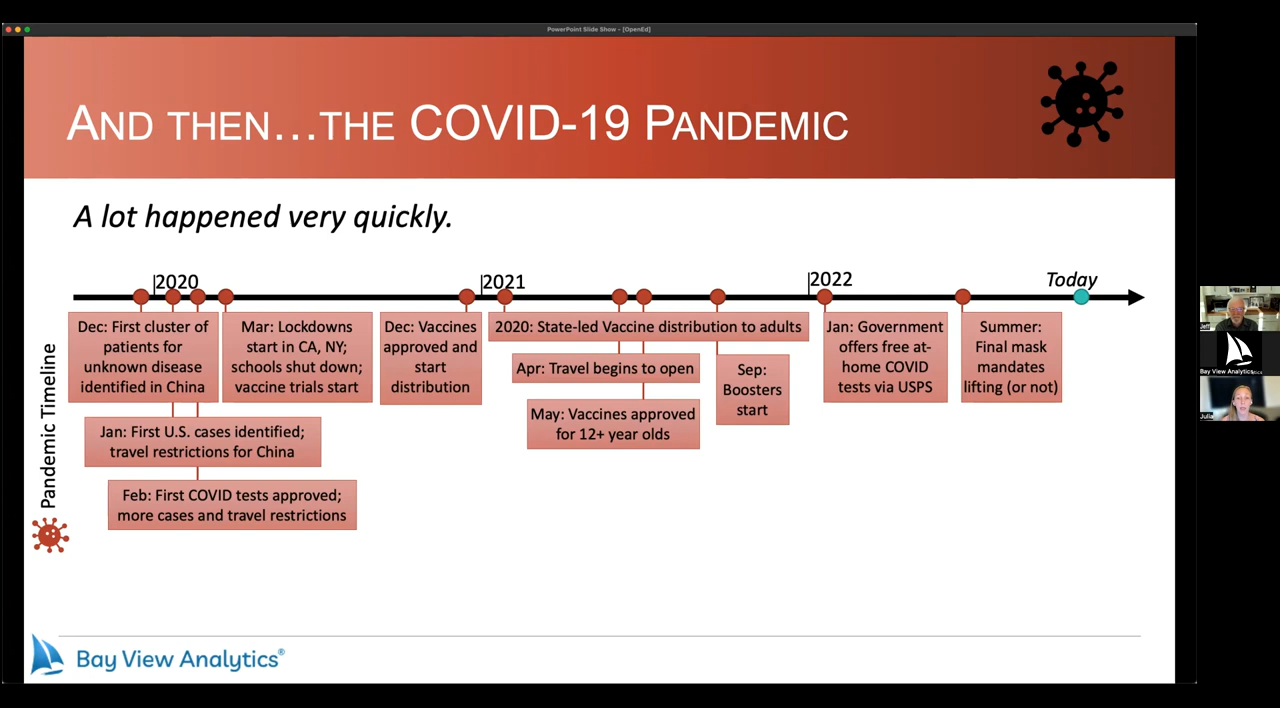 PowerPoint Slide Show - [OpenEd]
AND THEN…THE COVID-19 PANDEMIC
A lot happened very quickly.
2020
2021
2022
Today
Pandemic Timeline
Dec: First cluster of
patients for
unknown disease
identified in China
Mar: Lockdowns
start in CA, NY;
schools shut down;
vaccine trials start
Dec: Vaccines
approved and
start
distribution
2020: State-led Vaccine distribution to adults
Apr: Travel begins to open
May: Vaccines approved
for 12+ year olds
Sep:
Boosters
start
Jan: Government
offers free at-
home COVID
tests via USPS
Summer:
Final mask
mandates
lifting (or not)
Jan: First U.S. cases identified;
travel restrictions for China
Feb: First COVID tests approved;
more cases and travel restrictions
Bay View Analytics®
Jeff
Bay View Analytics
Julia